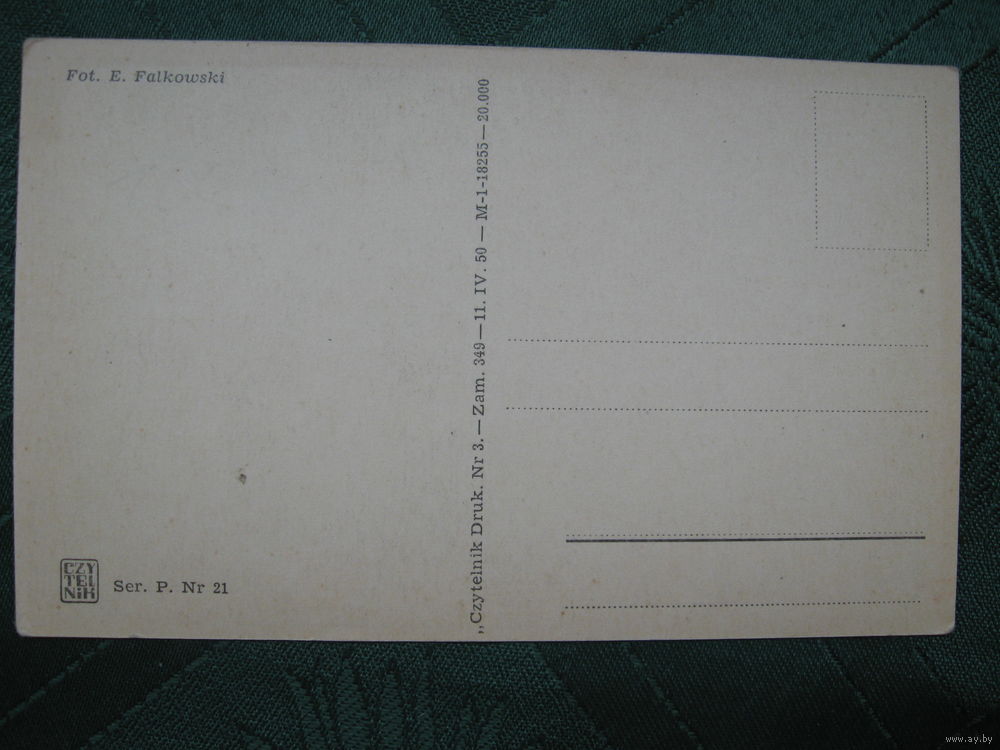 Fot. E. Falkowski
„Czytelnik Druk. Nr 3. — Zam. 349 — 11. IV. 50 — M-1-18255 — 20.000
CZY
TEL
NiK
Ser. P. Nr 21
www.ay.by